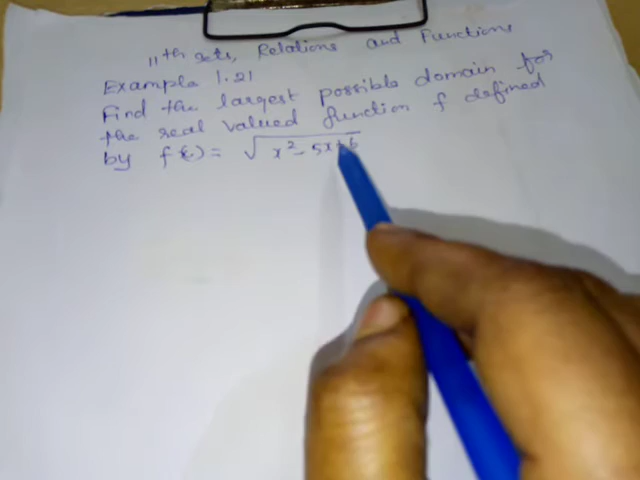 11th sets, Relations and Functions
Example 1.21
Find the largest possible domain for
the real valued function f defined
by f(x) = √x² - 5x + 6